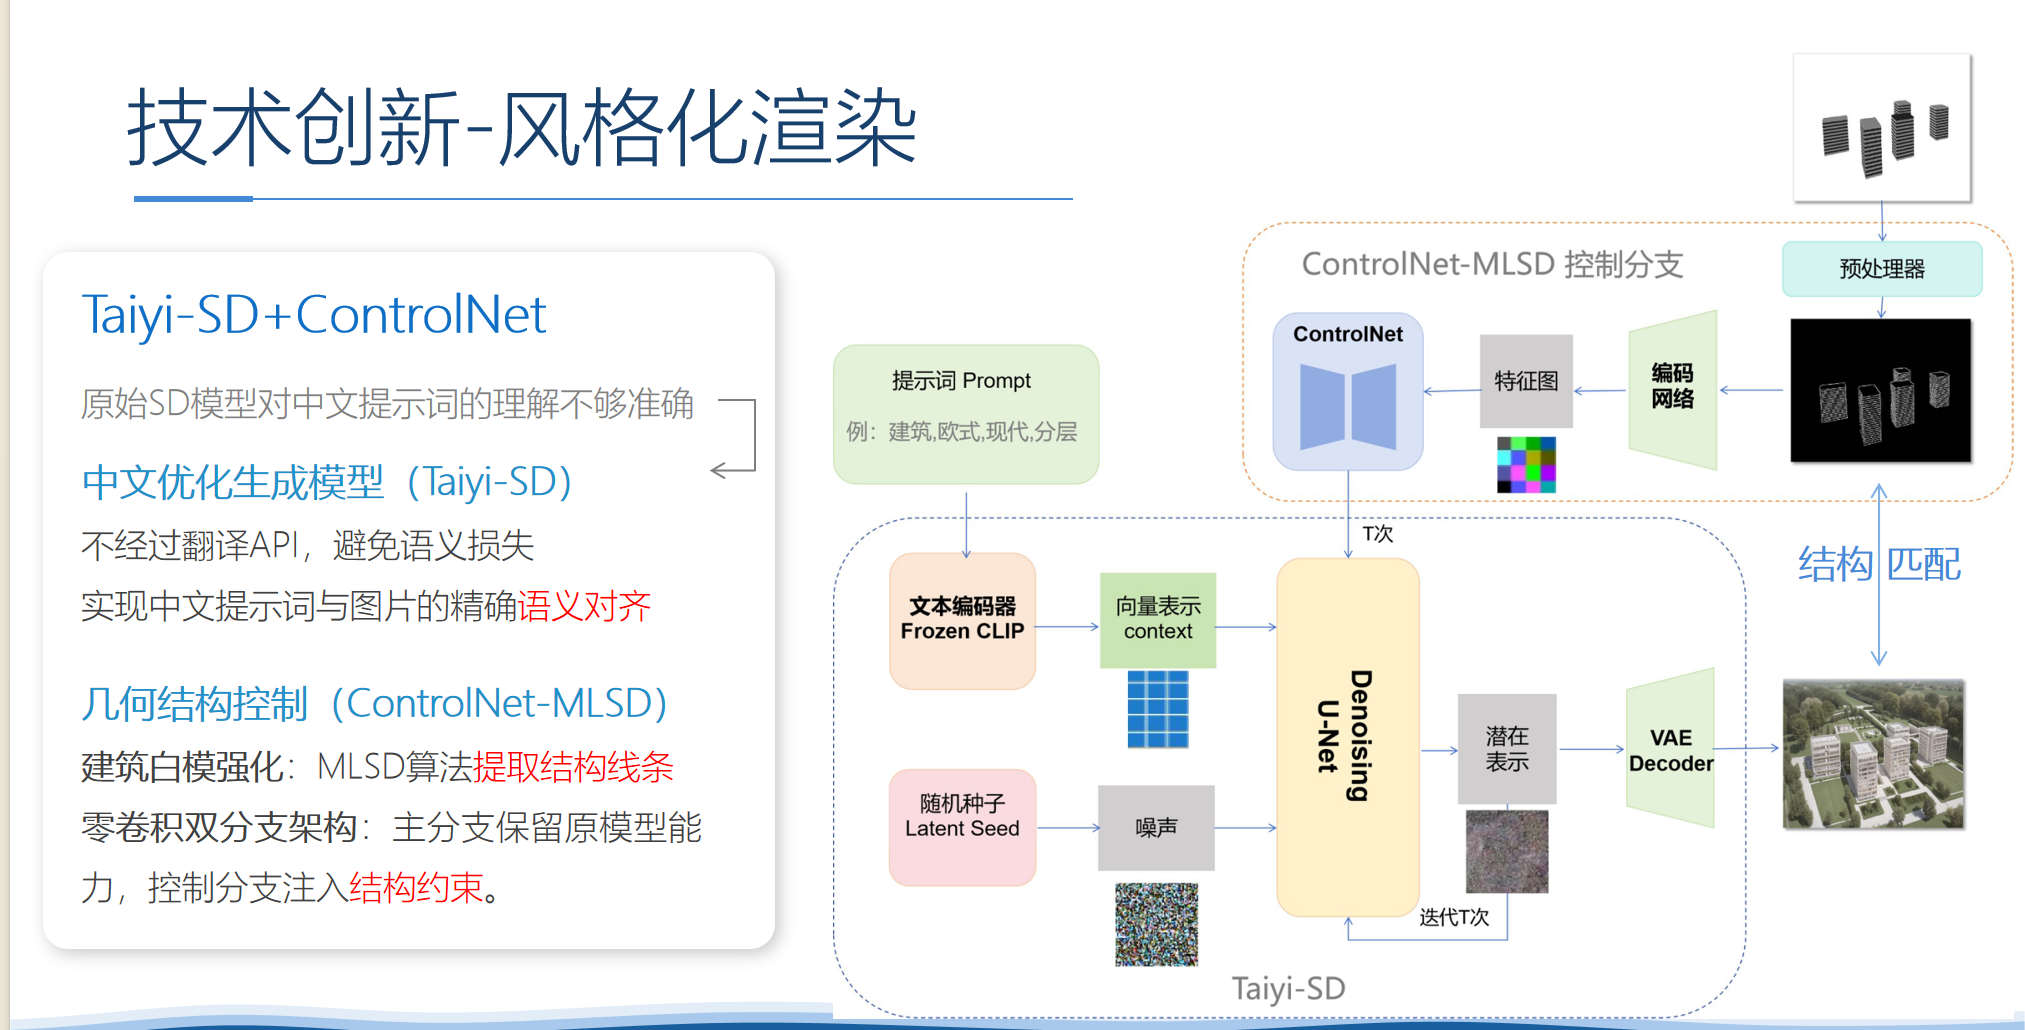 技术创新-风格化渲染
Taiyi-SD+ControlNet
原始SD模型对中文提示词的理解不够准确
中文优化生成模型（Taiyi-SD）
不经过翻译API，避免语义损失
实现中文提示词与图片的精确语义对齐
几何结构控制（ControlNet-MLSD）
建筑白模强化：MLSD算法提取结构线条
零卷积双分支架构：主分支保留原模型能
力，控制分支注入结构约束。
ControlNet-MLSD 控制分支
预处理器
ControlNet
特征图
编码
网络
提示词 Prompt
例：建筑,欧式,现代,分层
T次
结构 匹配
文本编码器
Frozen CLIP
向量表示
context
Denoising
U-Net
潜在
表示
VAE
Decoder
随机种子
Latent Seed
噪声
迭代T次
Taiyi-SD